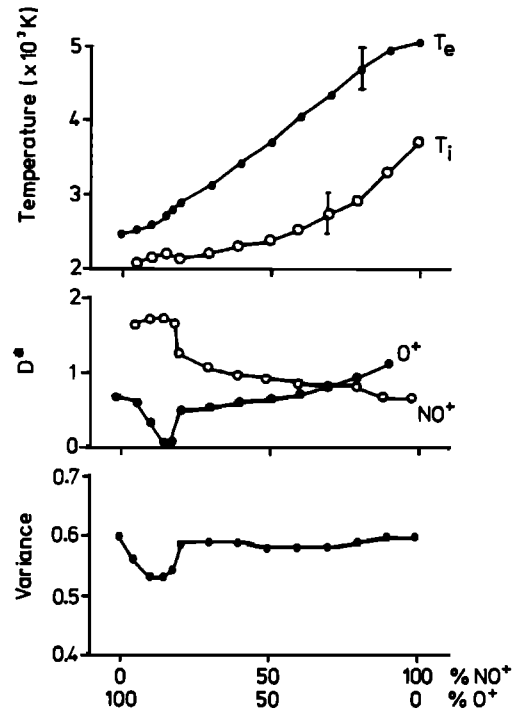 Temperature (x10³K)
5
4
3
2
Te
Ti
D*
2
1
0
O⁺
NO⁺
Variance
0.7
0.6
0.5
0.4
0 50 100 % NO⁺
100 50 0 % O⁺